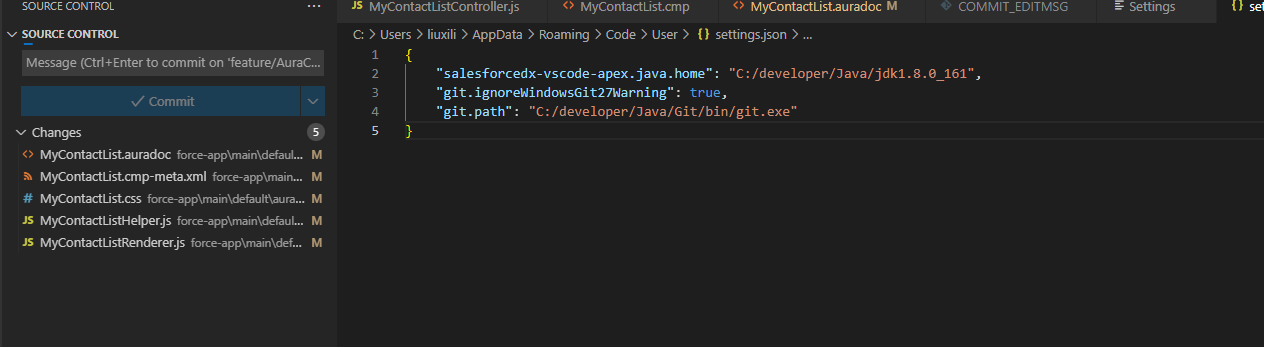 SOURCE CONTROL ...
MyContactListController.js
MyContactList.cmp
MyContactList.auradoc M
COMMIT_EDITMSG
Settings
C: > Users > liuxili > AppData > Roaming > Code > User > {} settings.json > ...
SOURCE CONTROL
Message (Ctrl+Enter to commit on 'feature/AuraC...
Commit
Changes 5
MyContactList.auradoc force-app\main\defaul... M
MyContactList.cmp-meta.xml force-app\main... M
MyContactList.css force-app\main\default\aura... M
JS MyContactListHelper.js force-app\main\defaul... M
JS MyContactListRenderer.js force-app\main\def... M
1 {
2 "salesforcedx-vscode-apex.java.home": "C:/developer/Java/jdk1.8.0_161",
3 "git.ignoreWindowsGit27Warning": true,
4 "git.path": "C:/developer/Java/Git/bin/git.exe"
5 }